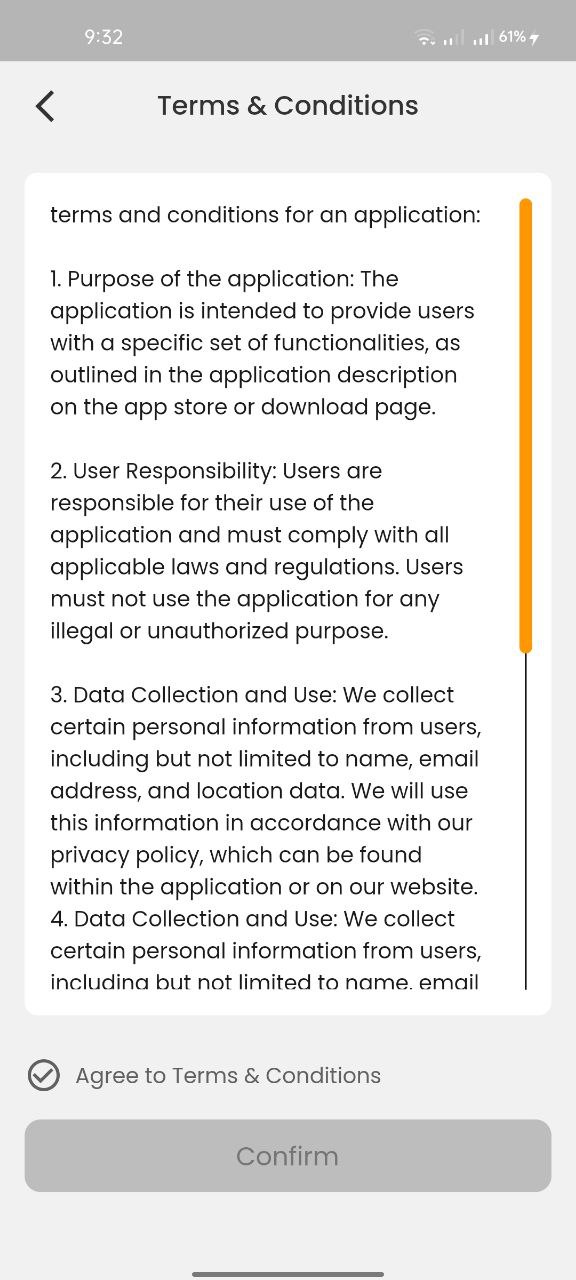 9:32
61%
Terms & Conditions
terms and conditions for an application:
1. Purpose of the application: The
application is intended to provide users
with a specific set of functionalities, as
outlined in the application description
on the app store or download page.
2. User Responsibility: Users are
responsible for their use of the
application and must comply with all
applicable laws and regulations. Users
must not use the application for any
illegal or unauthorized purpose.
3. Data Collection and Use: We collect
certain personal information from users,
including but not limited to name, email
address, and location data. We will use
this information in accordance with our
privacy policy, which can be found
within the application or on our website.
4. Data Collection and Use: We collect
certain personal information from users,
including but not limited to name, email
Agree to Terms & Conditions
Confirm